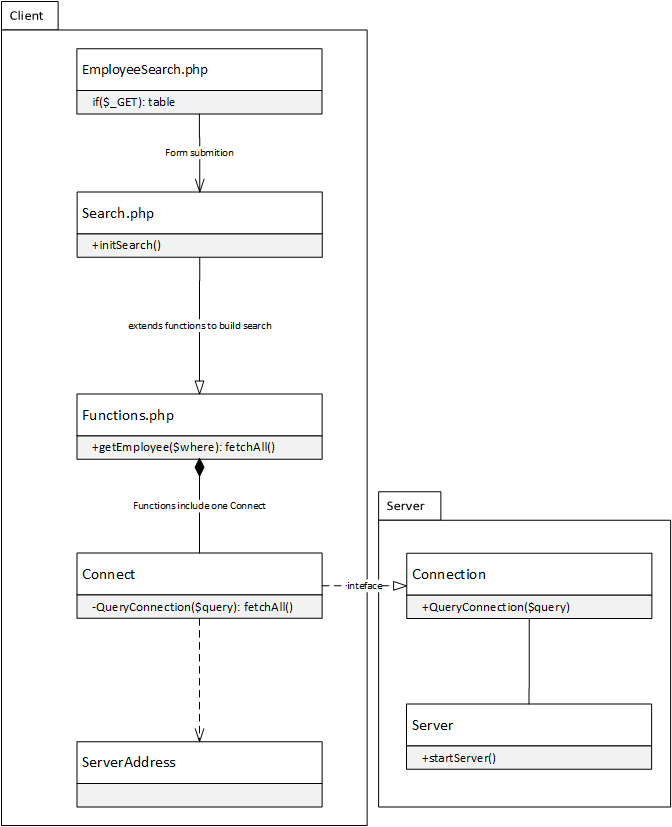 Client
EmployeeSearch.php
if($_GET): table
Form submition
Search.php
+initSearch()
extends functions to build search
Functions.php
+getEmployee($where): fetchAll()
Functions include one Connect
Server
Connect
-QueryConnection($query): fetchAll()
inteface
Connection
+QueryConnection($query)
ServerAddress
Server
+startServer()